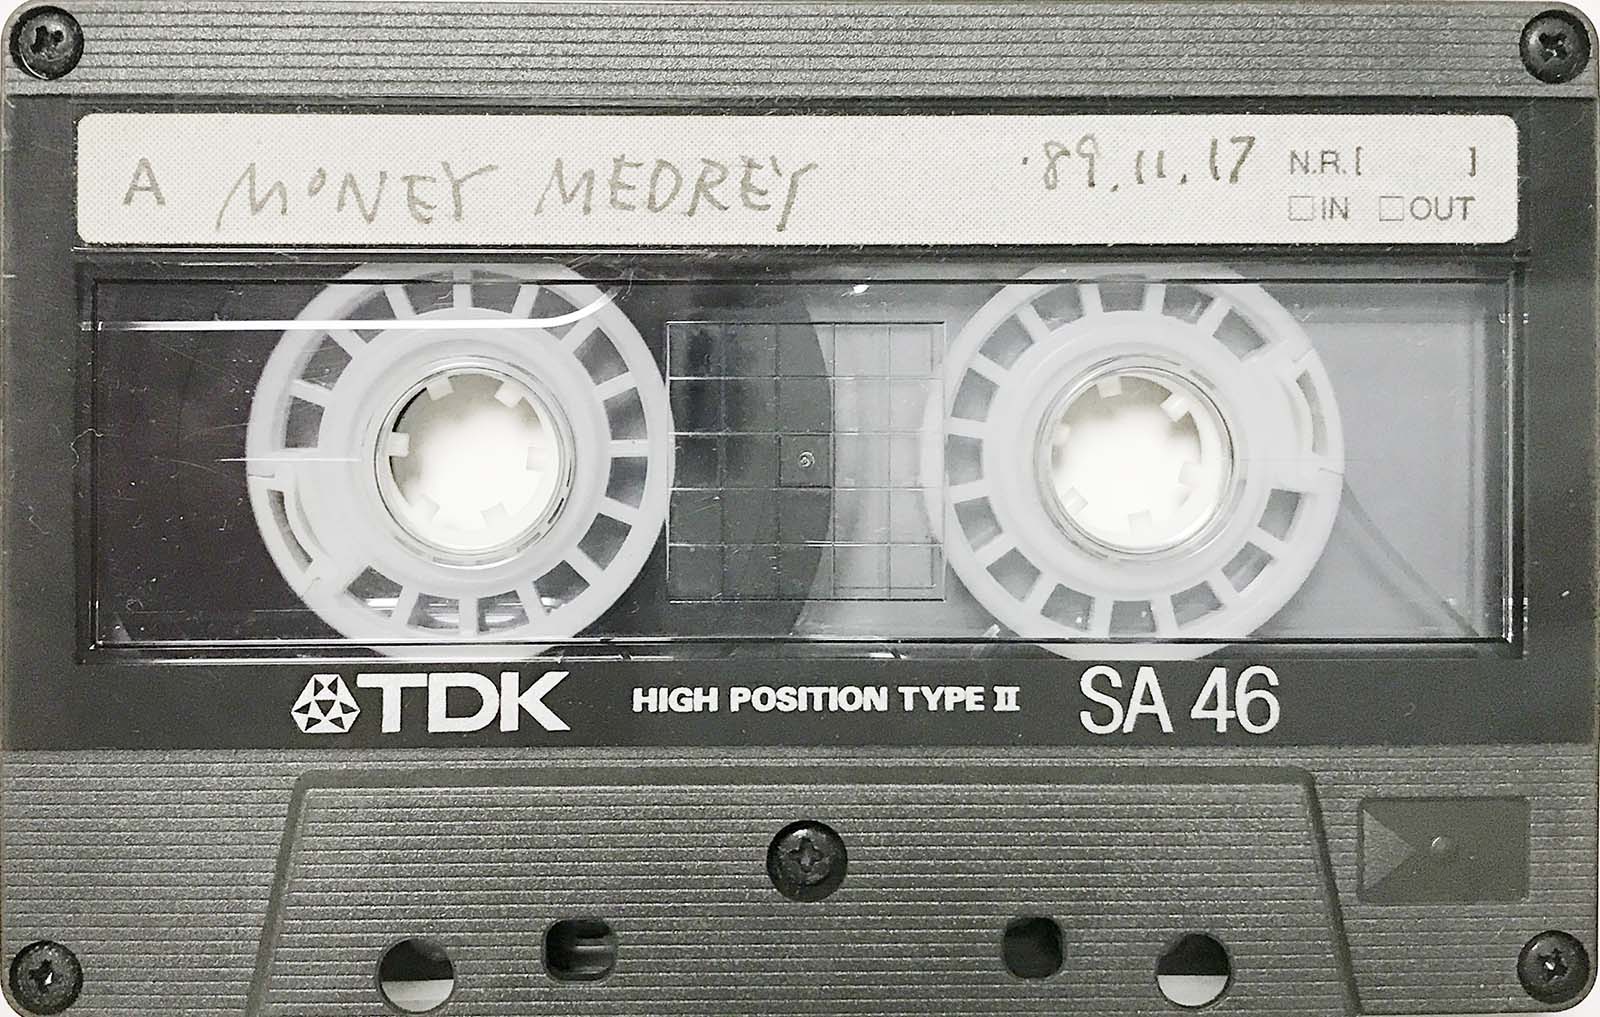 A MONEY MEDREY '89.11.17 N.R.[ ]
□IN □OUT
TDK HIGH POSITION TYPE II SA 46